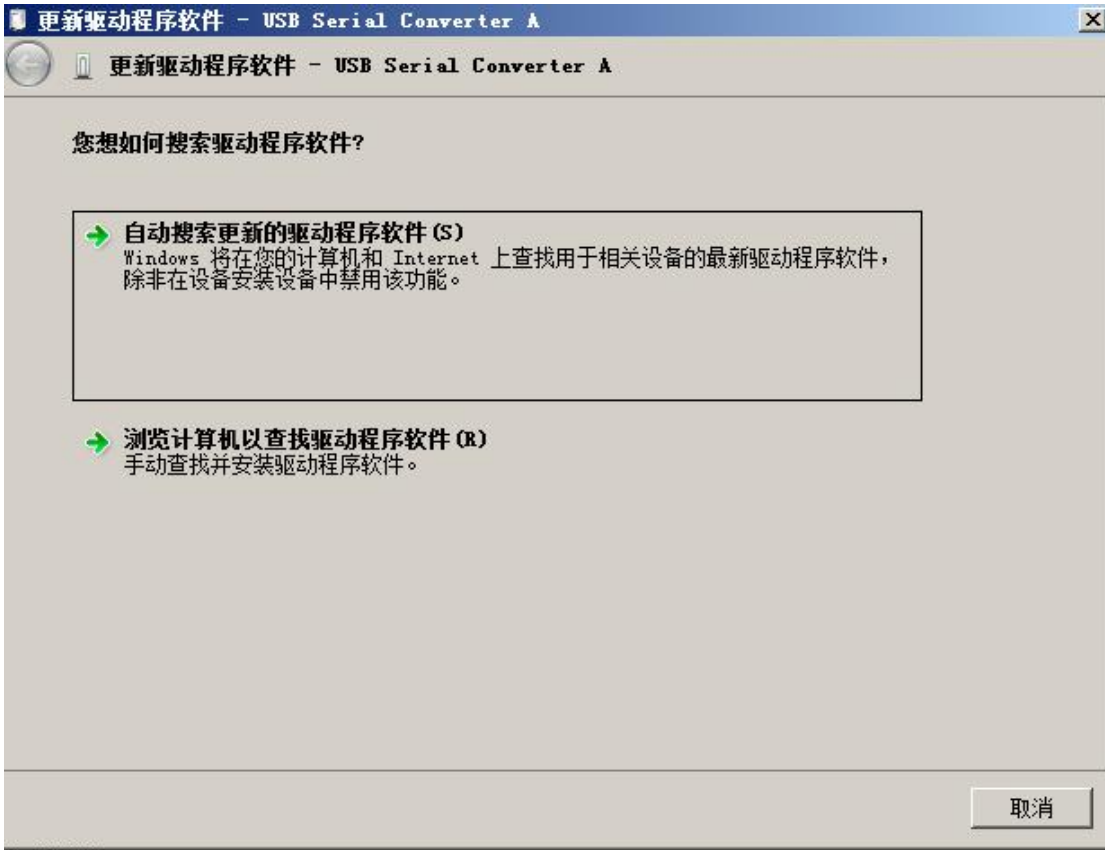 更新驱动程序软件 - USB Serial Converter A
更新驱动程序软件 - USB Serial Converter A
您想如何搜索驱动程序软件?
自动搜索更新的驱动程序软件(S)
Windows 将在您的计算机和 Internet 上查找用于相关设备的最新驱动程序软件，
除非在设备安装设备中禁用该功能。
浏览计算机以查找驱动程序软件(R)
手动查找并安装驱动程序软件。
取消